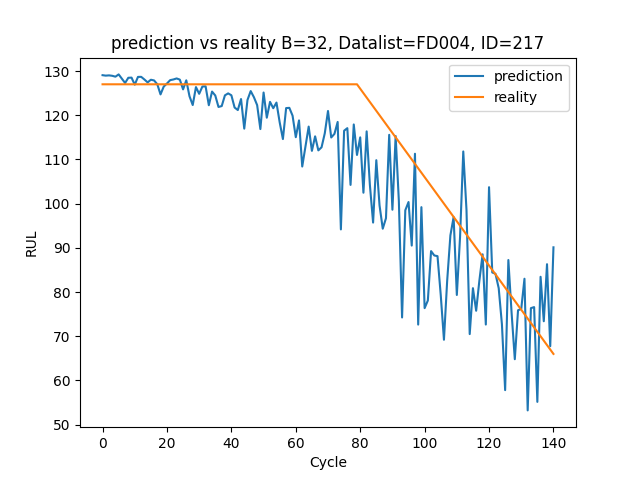 prediction vs reality B=32, Datalist=FD004, ID=217
prediction
reality
RUL
130
120
110
100
90
80
70
60
50
0 20 40 60 80 100 120 140
Cycle